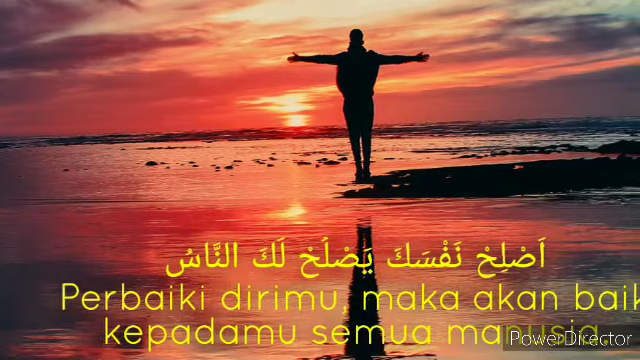 اَصْلِحْ نَفْسَكَ يَصْلُحْ لَكَ النَّاسُ
Perbaiki dirimu, maka akan baik
kepadamu semua manusia
PowerDirector